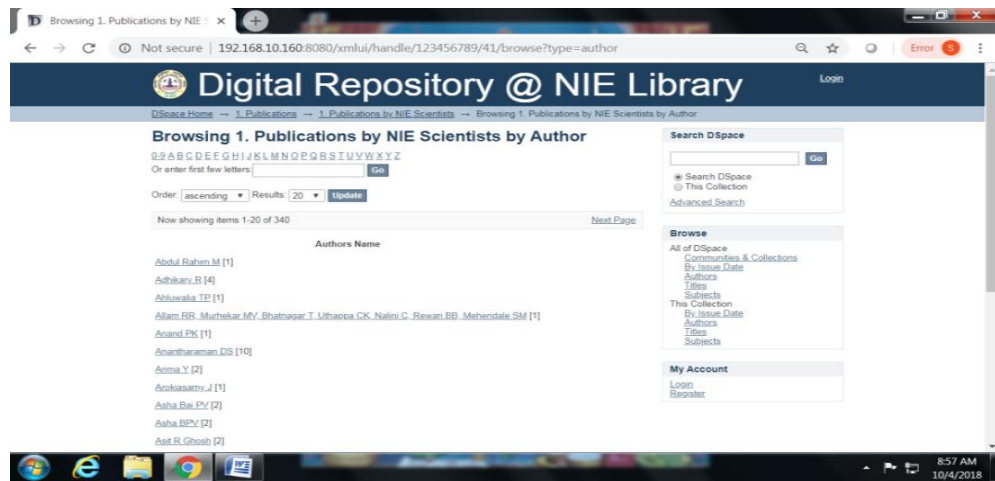 Browsing 1. Publications by NIE S
Not secure | 192.168.10.160:8080/xmlui/handle/123456789/41/browse?type=author
Error S
Digital Repository @ NIE Library
Login
DSpace Home → 1. Publications → 1. Publications by NIE Scientists → Browsing 1. Publications by NIE Scientists by Author
Browsing 1. Publications by NIE Scientists by Author
0-9 A B C D E F G H I J K L M N O P Q R S T U V W X Y Z
Or enter first few letters: Go
Order: ascending Results: 20 Update
Now showing items 1-20 of 340 Next Page
Authors Name
Abdul Rahim M [1]
Adhikary R [4]
Ahluwalia TP [1]
Allam RR, Murhekar MV, Bhatnagar T, Uthappa CK, Nalini C, Rewari BB, Mehendale SM [1]
Anand PK [1]
Anantharaman DS [10]
Arima Y [2]
Arokiasamy J [1]
Asha Bai PV [2]
Asha BPV [2]
Asit R Ghosh [2]
Search DSpace
Go
Search DSpace
This Collection
Advanced Search
Browse
All of DSpace
Communities & Collections
By Issue Date
Authors
Titles
Subjects
This Collection
By Issue Date
Authors
Titles
Subjects
My Account
Login
Register
8:57 AM
10/4/2018